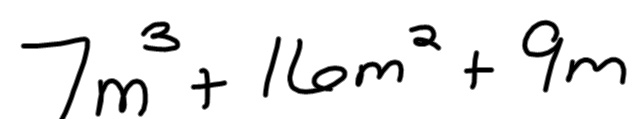 7m³ + 16m² + 9m